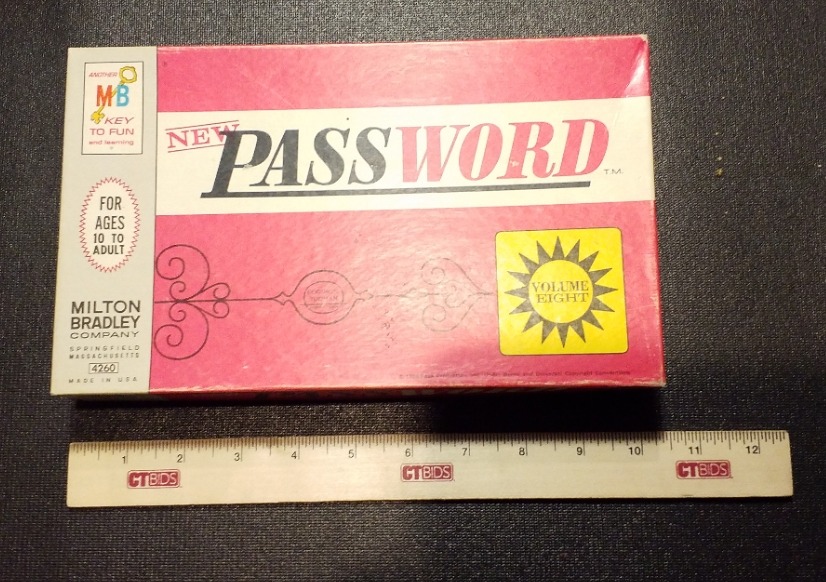 ANOTHER
MB
KEY
TO FUN
and learning
FOR
AGES
10 TO
ADULT
MILTON
BRADLEY
COMPANY
SPRINGFIELD
MASSACHUSETTS
4260
MADE IN USA
NEW
PASSWORD
T.M.
VOLUME
EIGHT
1 2 3 4 5 6 7 8 9 10 11 12
CTBIDS CTBIDS CTBIDS